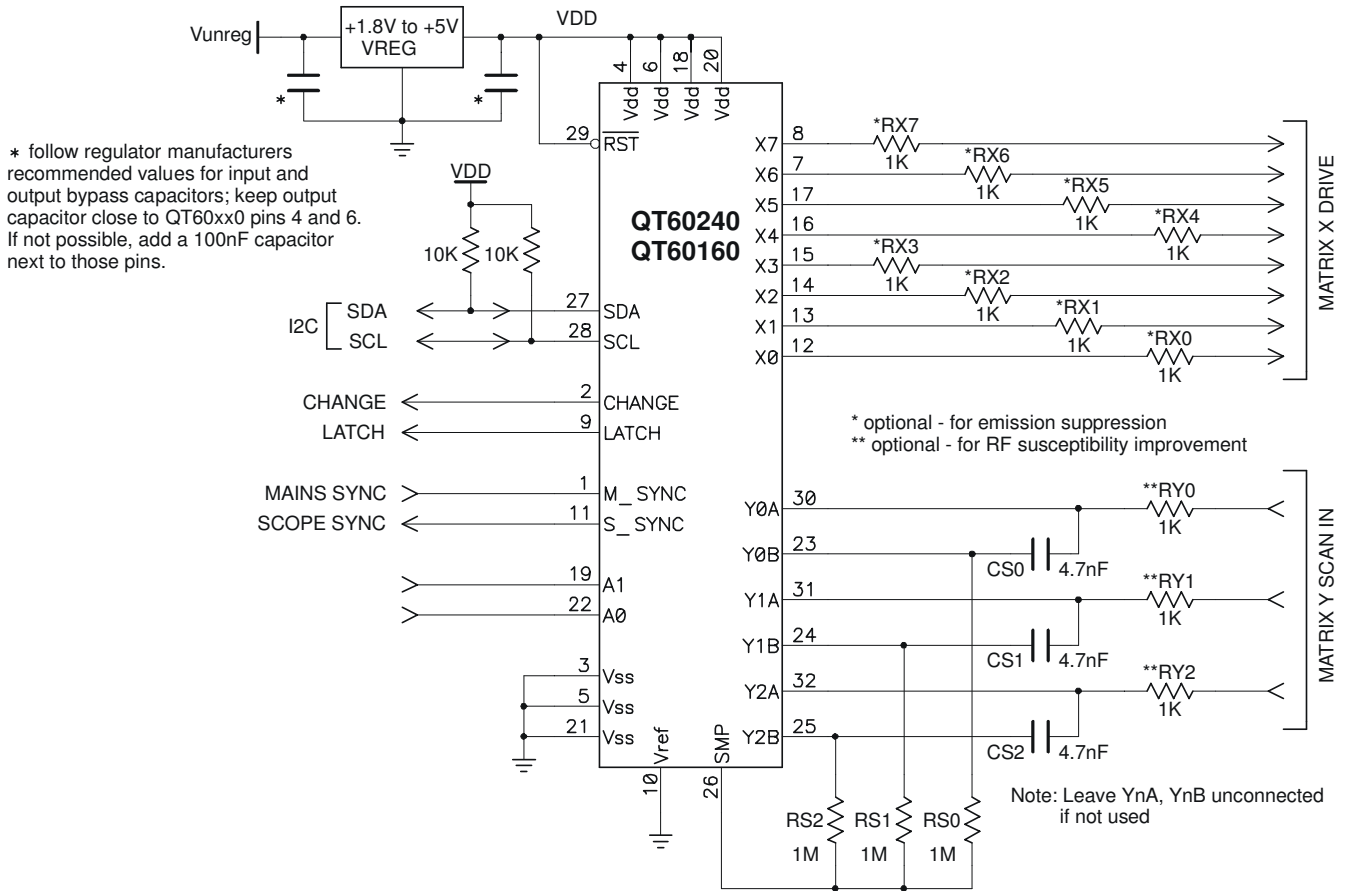 Vunreg
+1.8V to +5V
VREG
VDD
*
*
4
6
18
20
Vdd
Vdd
Vdd
Vdd
* follow regulator manufacturers
recommended values for input and
output bypass capacitors; keep output
capacitor close to QT60xx0 pins 4 and 6.
If not possible, add a 100nF capacitor
next to those pins.
29
RST
VDD
10K
10K
QT60240
QT60160
I2C
SDA
27
SDA
SCL
28
SCL
CHANGE
2
CHANGE
LATCH
9
LATCH
MAINS SYNC
1
M_SYNC
SCOPE SYNC
11
S_SYNC
19
A1
22
A0
3
Vss
5
Vss
21
Vss
Vref
10
SMP
26
X7
8
*RX7
1K
X6
7
*RX6
1K
X5
17
*RX5
1K
X4
16
*RX4
1K
X3
15
*RX3
1K
X2
14
*RX2
1K
X1
13
*RX1
1K
X0
12
*RX0
1K
MATRIX X DRIVE
* optional - for emission suppression
** optional - for RF susceptibility improvement
Y0A
30
**RY0
1K
Y0B
23
CS0
4.7nF
Y1A
31
**RY1
1K
Y1B
24
CS1
4.7nF
Y2A
32
**RY2
1K
Y2B
25
CS2
4.7nF
MATRIX Y SCAN IN
Note: Leave YnA, YnB unconnected
if not used
RS2
1M
RS1
1M
RS0
1M